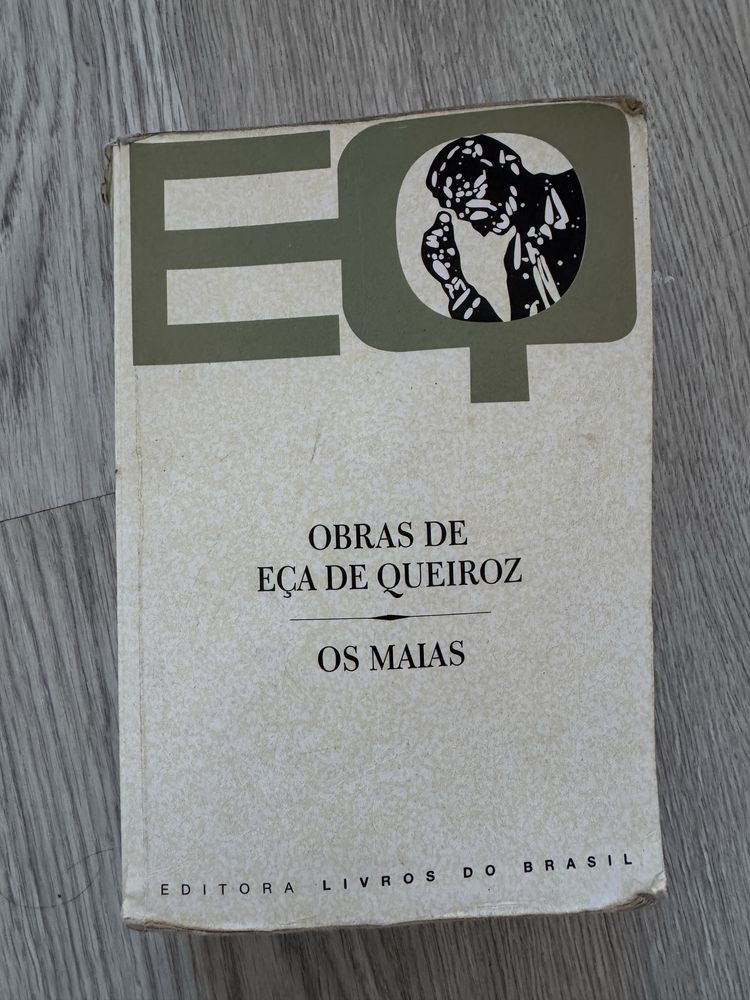 EQ
OBRAS DE
EÇA DE QUEIROZ
OS MAIAS
EDITORA LIVROS DO BRASIL